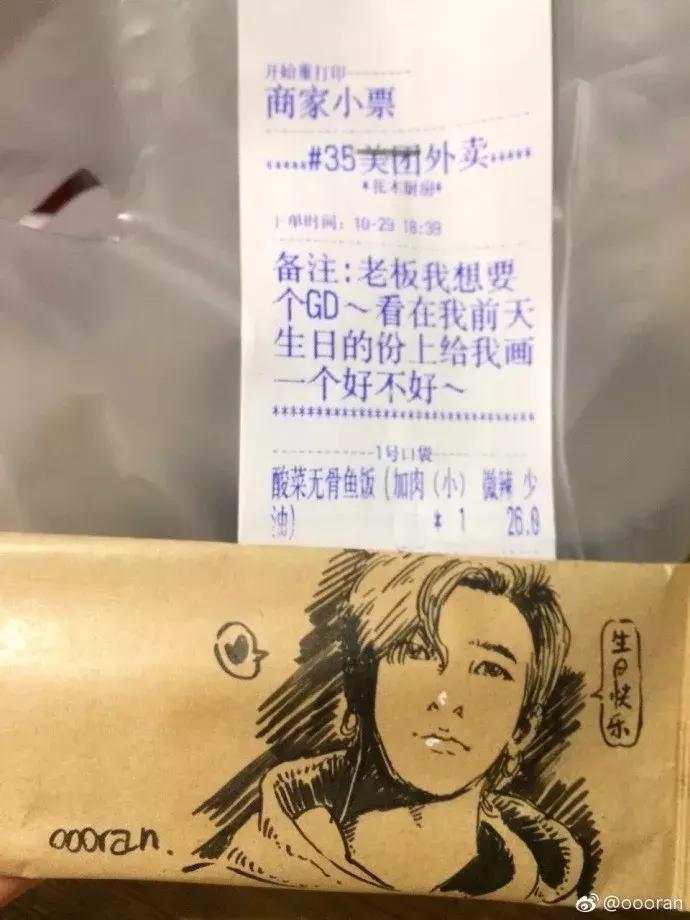 开始重打印
商家小票
#35美团外卖
下单时间: 10-29 18:39
备注:老板我想要
个GD～看在我前天
生日的份上给我画
一个好不好～
*********************************
1号口袋
酸菜无骨鱼饭(加肉(小) 微辣 少
油) * 1 26.0
生日快乐
oooran.
@oooran